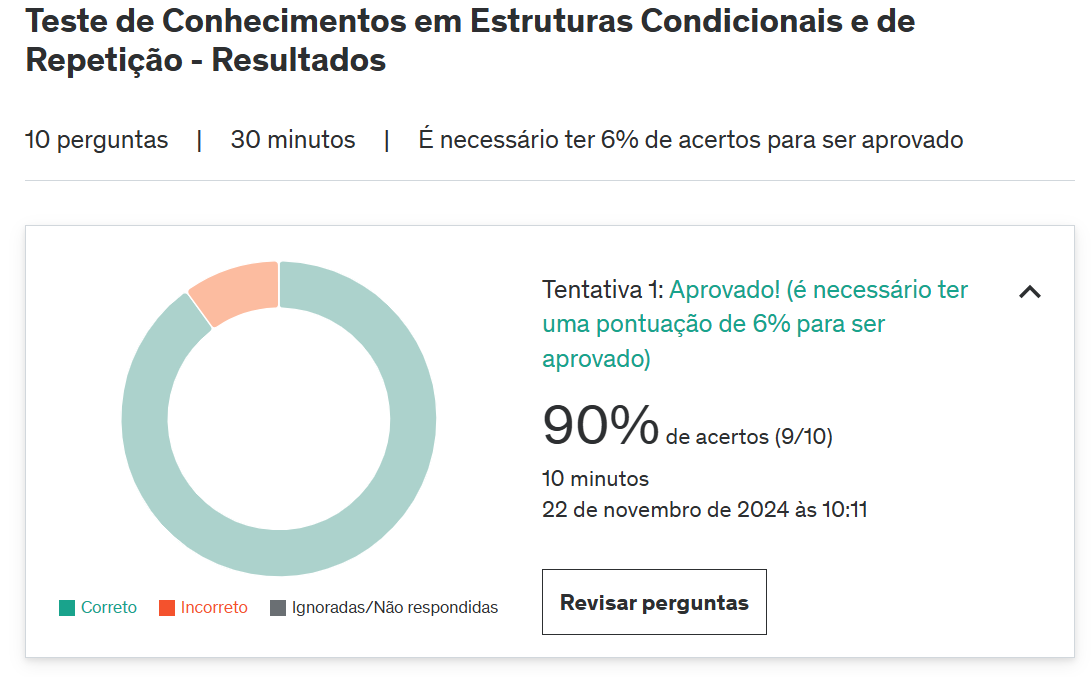 Teste de Conhecimentos em Estruturas Condicionais e de
Repetição - Resultados
10 perguntas | 30 minutos | É necessário ter 6% de acertos para ser aprovado
Tentativa 1: Aprovado! (é necessário ter
uma pontuação de 6% para ser
aprovado)
90% de acertos (9/10)
10 minutos
22 de novembro de 2024 às 10:11
Correto Incorreto Ignoradas/Não respondidas
Revisar perguntas